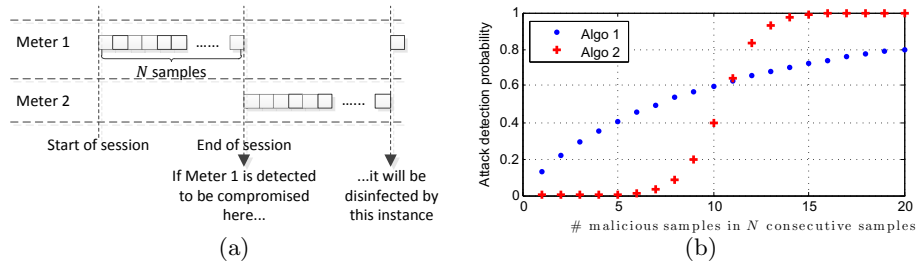 Meter 1
......
N samples
Meter 2
......
Start of session
End of session
If Meter 1 is detected
to be compromised
here...
...it will be
disinfected by
this instance
(a)
Attack detection probability
1
0.8
0.6
0.4
0.2
0
Algo 1
Algo 2
0 5 10 15 20
# malicious samples in N consecutive samples
(b)